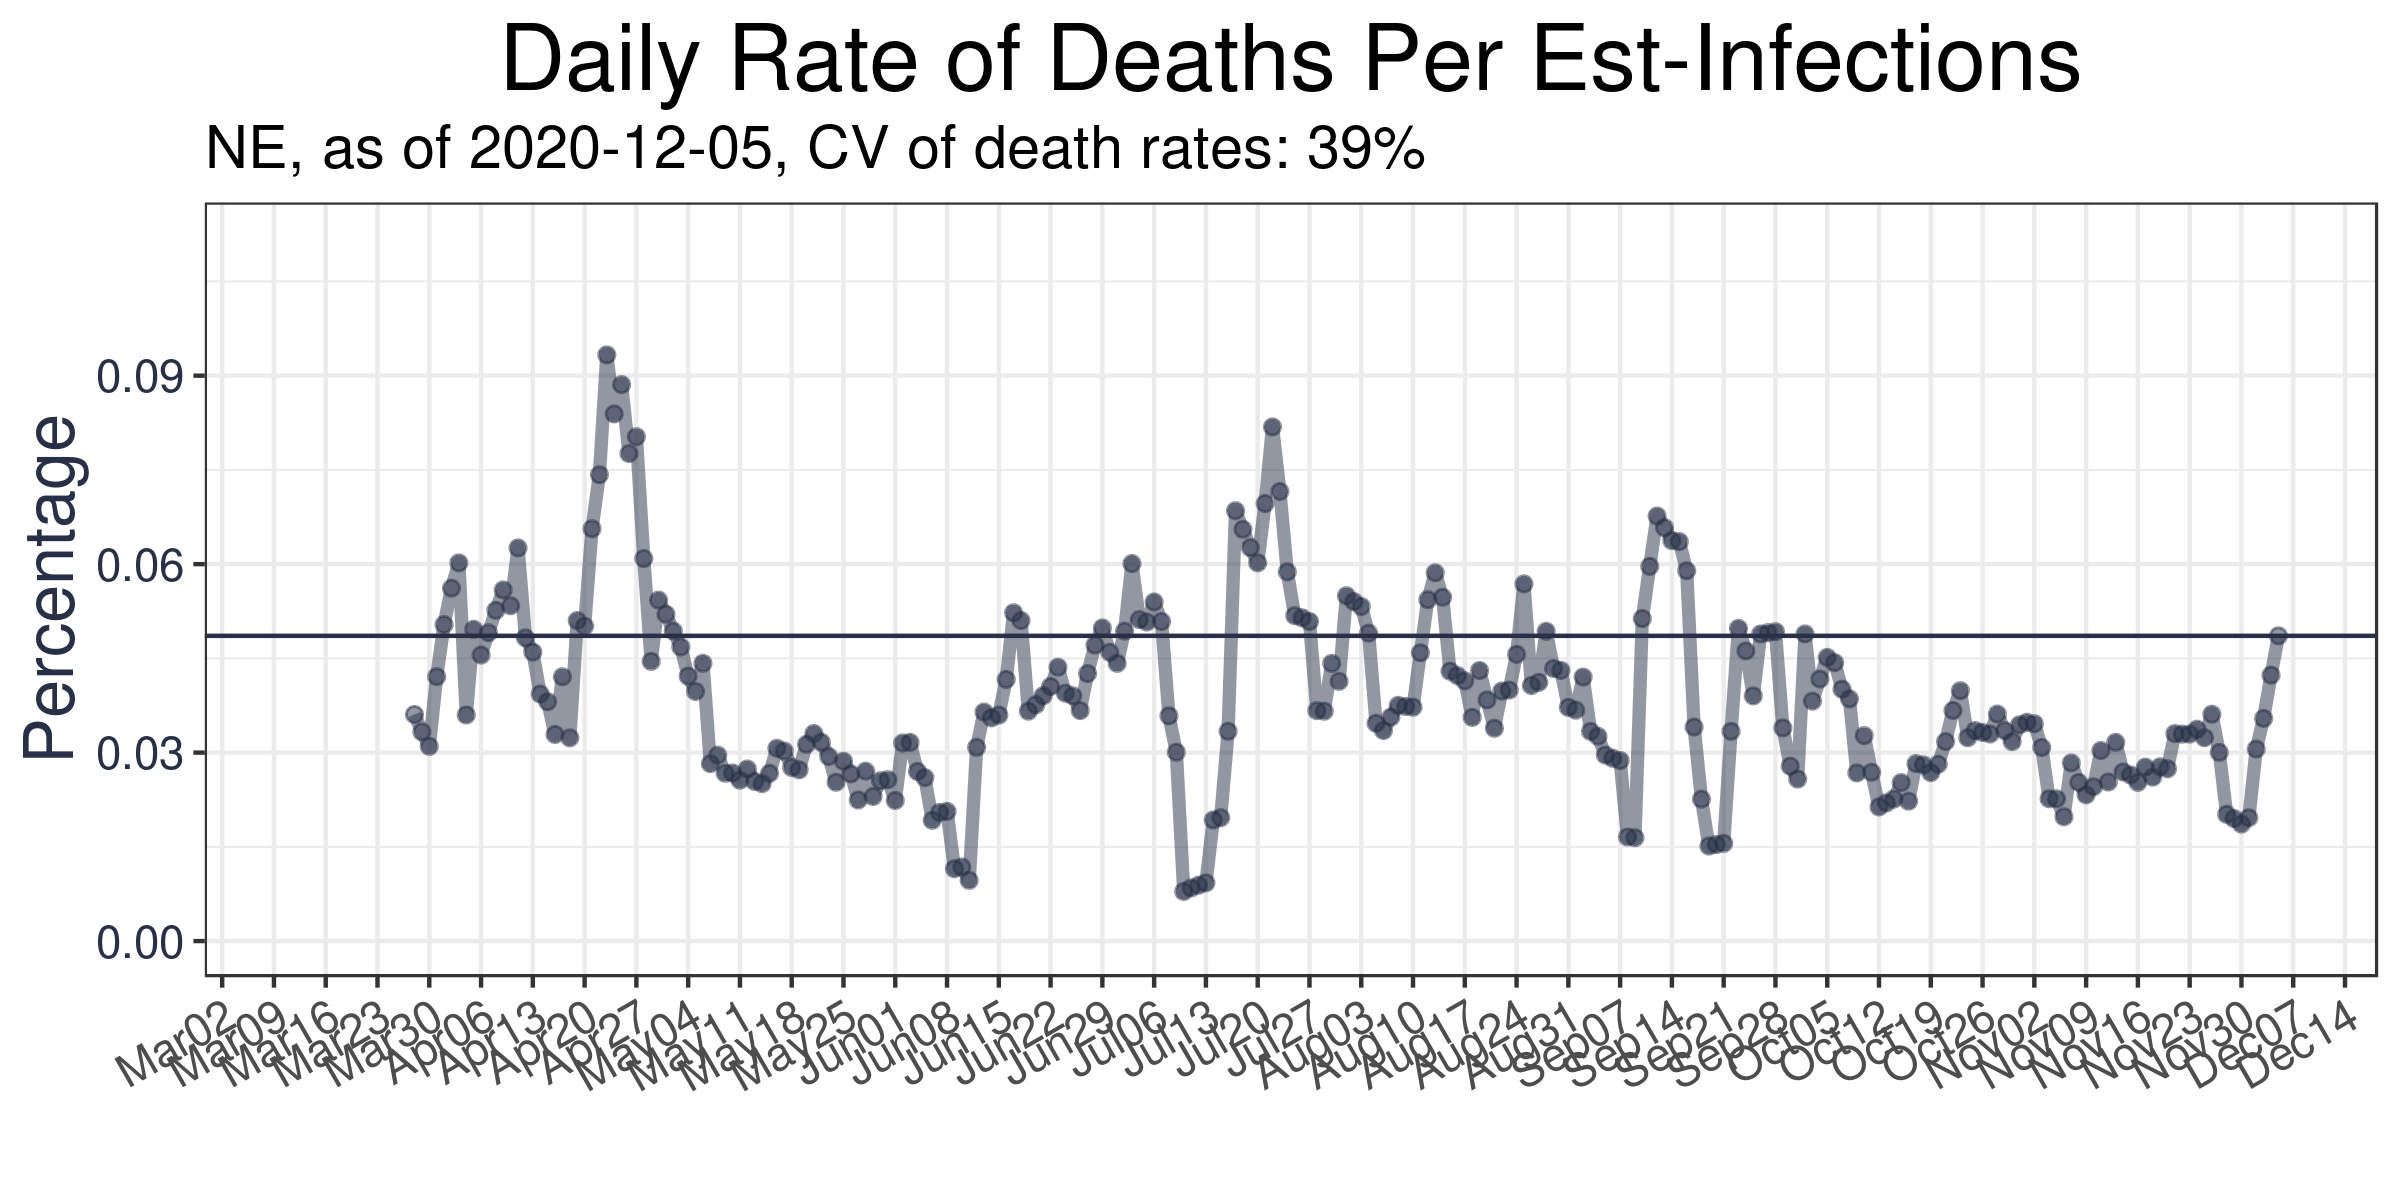 Daily Rate of Deaths Per Est-Infections
NE, as of 2020-12-05, CV of death rates: 39%
Percentage
0.09
0.06
0.03
0.00
Mar02
Mar09
Mar16
Mar23
Mar30
Apr06
Apr13
Apr20
Apr27
May04
May11
May18
May25
Jun01
Jun08
Jun15
Jun22
Jun29
Jul06
Jul13
Jul20
Jul27
Aug03
Aug10
Aug17
Aug24
Aug31
Sep07
Sep14
Sep21
Sep28
Oct05
Oct12
Oct19
Oct26
Nov02
Nov09
Nov16
Nov23
Nov30
Dec07
Dec14